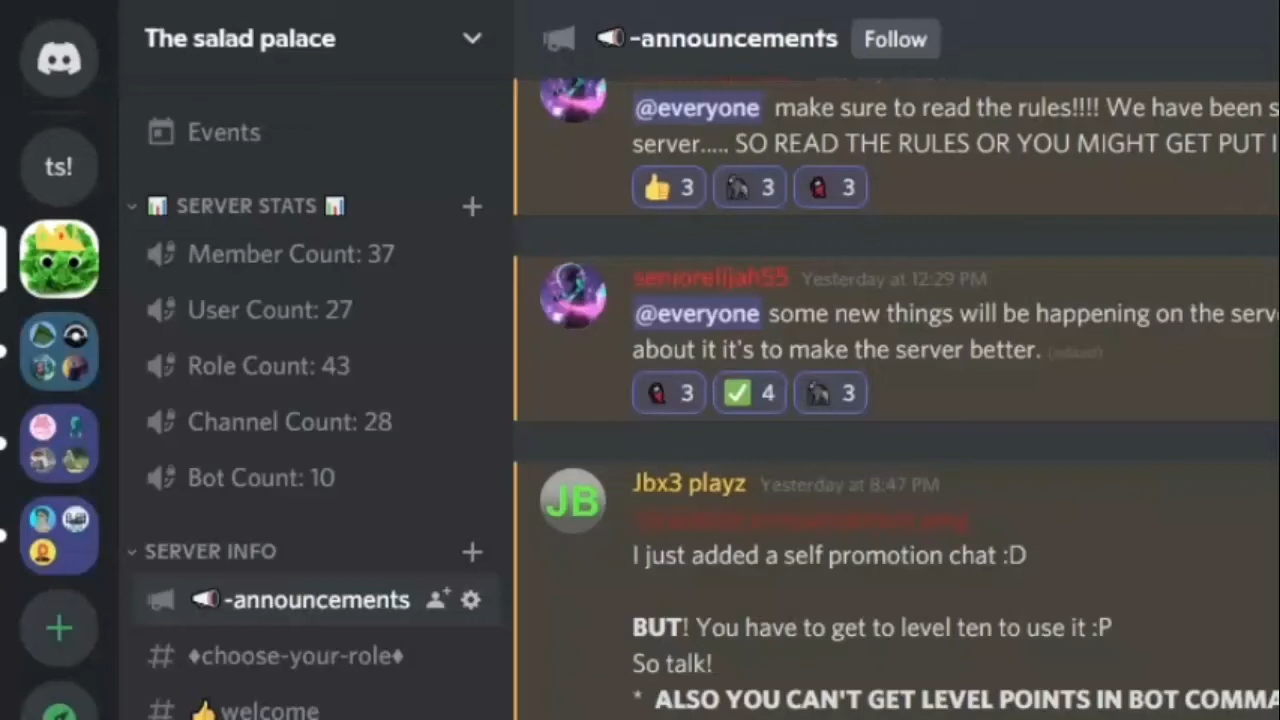 The salad palace
-announcements
Follow
@everyone make sure to read the rules!!!! We have been s
server..... SO READ THE RULES OR YOU MIGHT GET PUT I
3 3 3
ts!
Events
SERVER STATS
Member Count: 37
User Count: 27
Role Count: 43
Channel Count: 28
Bot Count: 10
SERVER INFO
-announcements
♦choose-your-role♦
welcome
seniorelijah55 Yesterday at 12:29 PM
@everyone some new things will be happening on the serve
about it it's to make the server better. (edited)
3 4 3
JB
Jbx3 playz Yesterday at 8:47 PM
I just added a self promotion chat :D
BUT! You have to get to level ten to use it :P
So talk!
* ALSO YOU CAN'T GET LEVEL POINTS IN BOT COMMA